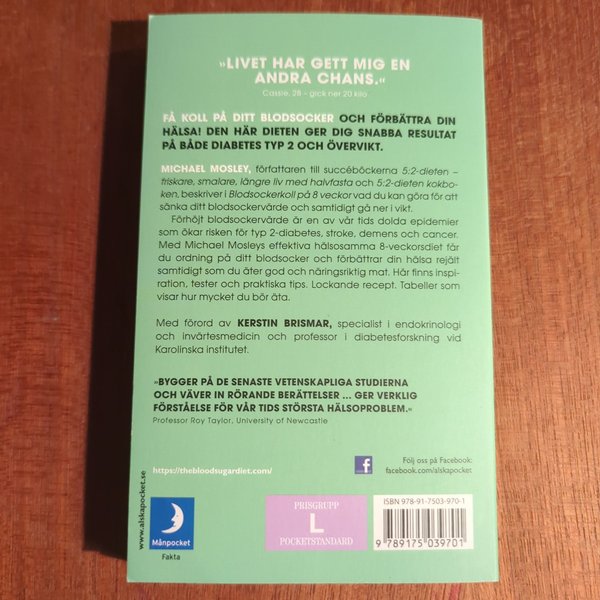 »LIVET HAR GETT MIG EN
ANDRA CHANS.«
Cassie, 28 – gick ner 20 kilo
FÅ KOLL PÅ DITT BLODSOCKER OCH FÖRBÄTTRA DIN
HÄLSA! DEN HÄR DIETEN GER DIG SNABBA RESULTAT
PÅ BÅDE DIABETES TYP 2 OCH ÖVERVIKT.
MICHAEL MOSLEY, författaren till succéböckerna 5:2-dieten –
friskare, smalare, längre liv med halvfasta och 5:2-dieten kokbo-
ken, beskriver i Blodsockerkoll på 8 veckor vad du kan göra för att
sänka ditt blodsockervärde och samtidigt gå ner i vikt.
Förhöjt blodsockervärde är en av vår tids dolda epidemier
som ökar risken för typ 2-diabetes, stroke, demens och cancer.
Med Michael Mosleys effektiva hälsosamma 8-veckorsdiet får
du ordning på ditt blodsocker och förbättrar din hälsa rejält
samtidigt som du äter god och näringsriktig mat. Här finns inspi-
ration, tester och praktiska tips. Lockande recept. Tabeller som
visar hur mycket du bör äta.
Med förord av KERSTIN BRISMAR, specialist i endokrinologi
och invärtesmedicin och professor i diabetesforskning vid
Karolinska institutet.
»BYGGER PÅ DE SENASTE VETENSKAPLIGA STUDIERNA
OCH VÄVER IN RÖRANDE BERÄTTELSER ... GER VERKLIG
FÖRSTÅELSE FÖR VÅR TIDS STÖRSTA HÄLSOPROBLEM.«
Professor Roy Taylor, University of Newcastle
https://thebloodsugardiet.com/
f
Följ oss på Facebook:
facebook.com/alskapocket
www.alskapocket.se
Månpocket
Fakta
PRISGRUPP
L
POCKETSTANDARD
ISBN 978-91-7503-970-1
9 789175 039701